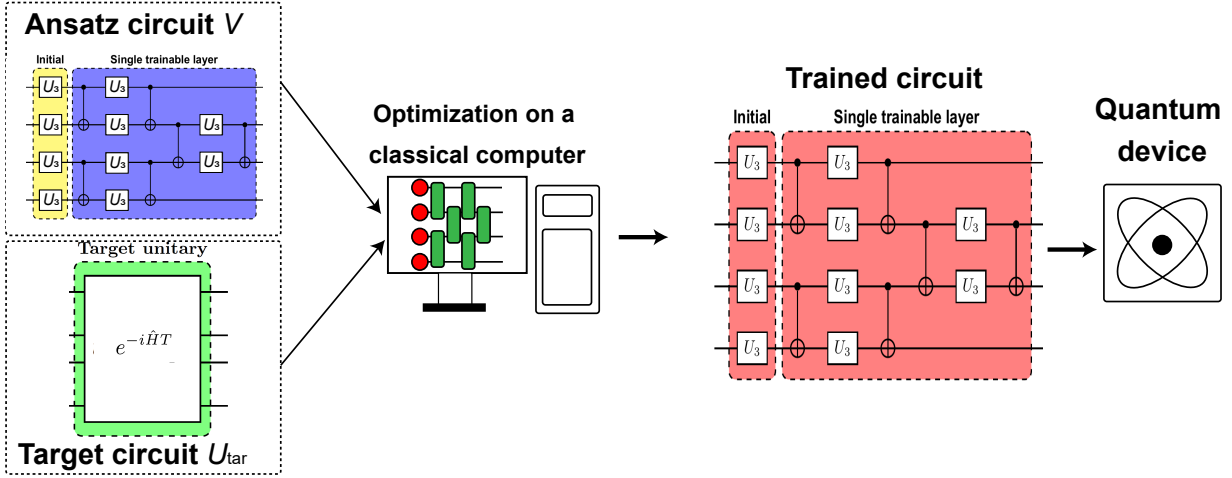 Ansatz circuit V
Initial
Single trainable layer
U₃ U₃
U₃ U₃ U₃
U₃ U₃ U₃
U₃ U₃
Target unitary
e^{-iĤT}
Target circuit U_tar
Optimization on a
classical computer
Trained circuit
Initial
Single trainable layer
U₃ U₃
U₃ U₃ U₃
U₃ U₃ U₃
U₃ U₃
Quantum
device